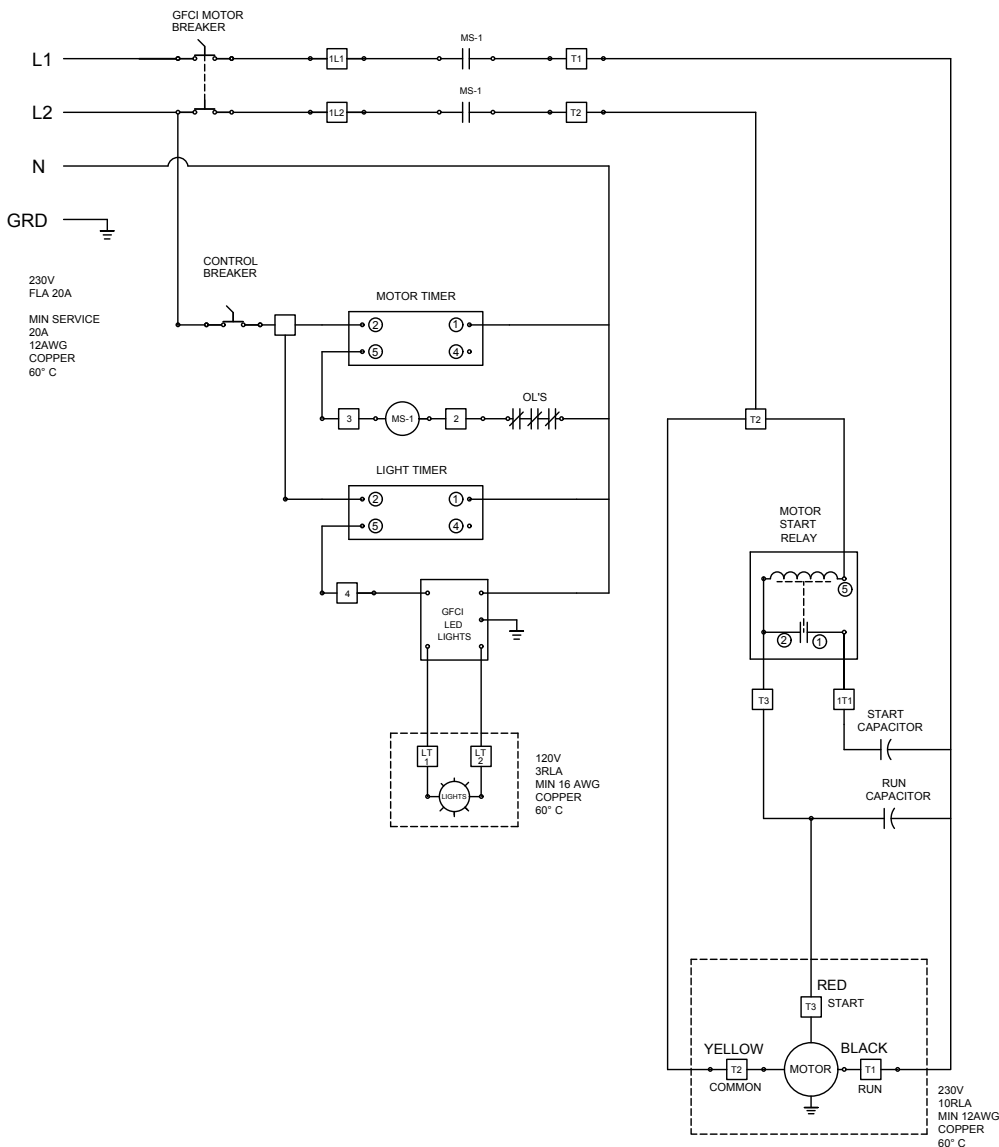 GFCI MOTOR
BREAKER
L1
1L1
MS-1
T1
L2
1L2
MS-1
T2
N
GRD
230V
FLA 20A
MIN SERVICE
20A
12AWG
COPPER
60° C
CONTROL
BREAKER
MOTOR TIMER
2
1
5
4
OL'S
3
MS-1
2
T2
LIGHT TIMER
2
1
5
4
MOTOR
START
RELAY
5
2
1
4
GFCI
LED
LIGHTS
T3
1T1
START
CAPACITOR
LT
1
LT
2
LIGHTS
120V
3RLA
MIN 16 AWG
COPPER
60° C
RUN
CAPACITOR
RED
T3
START
YELLOW
T2
COMMON
MOTOR
BLACK
T1
RUN
230V
10RLA
MIN 12AWG
COPPER
60° C